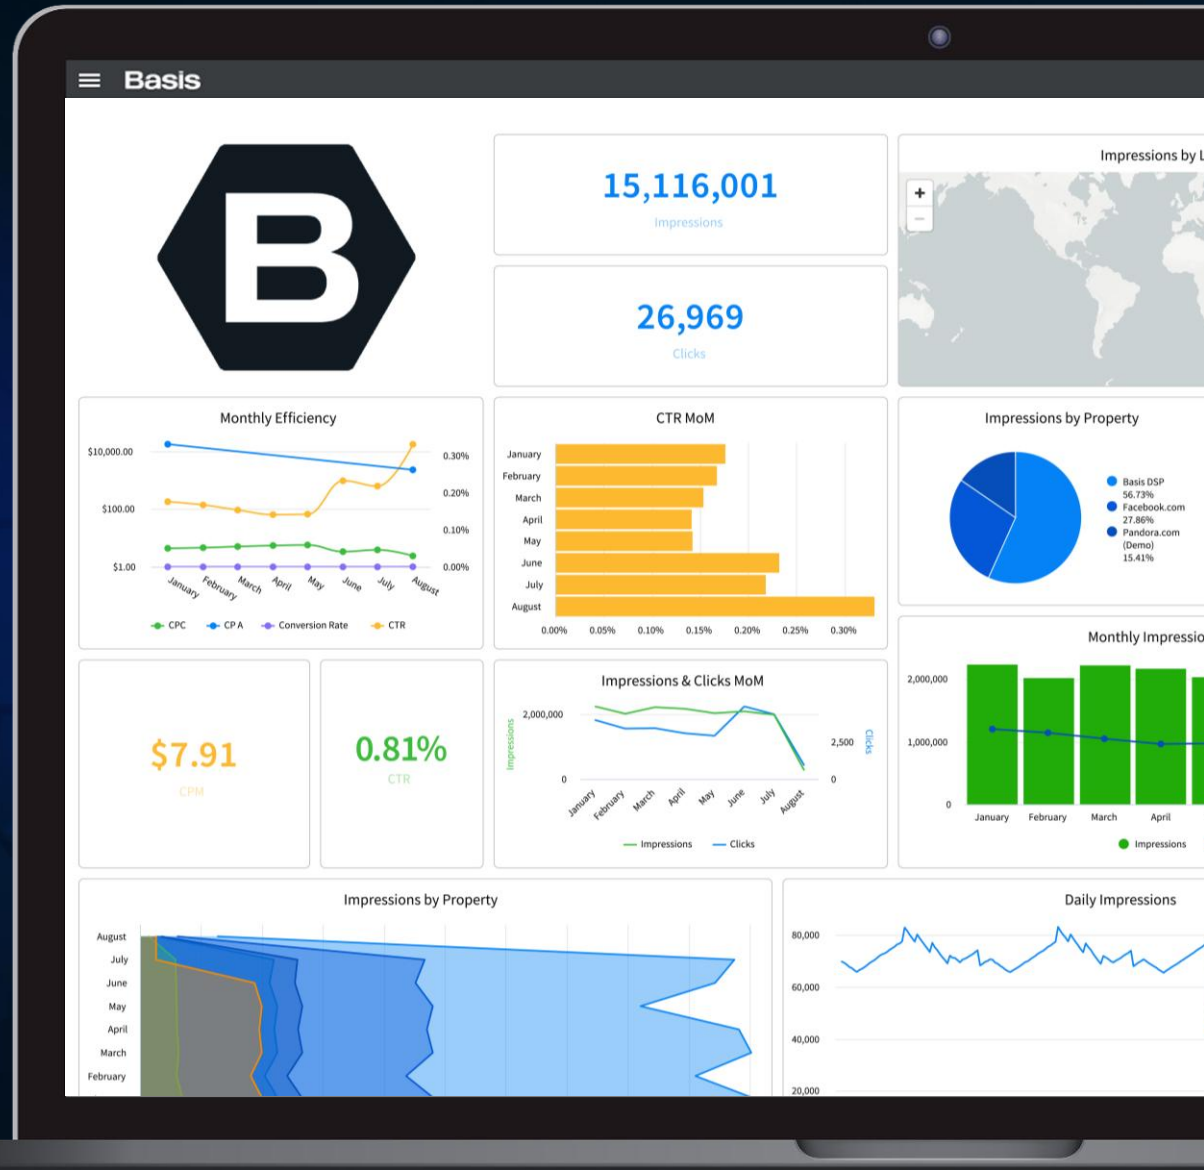 Basis
B
15,116,001
Impressions
26,969
Clicks
Impressions by L
+
−
Monthly Efficiency
$10,000.00
$100.00
$1.00
0.30%
0.20%
0.10%
0.00%
January
February
March
April
May
June
July
August
CPC
CP A
Conversion Rate
CTR
CTR MoM
January
February
March
April
May
June
July
August
0.00%
0.05%
0.10%
0.15%
0.20%
0.25%
0.30%
Impressions by Property
Basis DSP
56.73%
Facebook.com
27.86%
Pandora.com
(Demo)
15.41%
$7.91
CPM
0.81%
CTR
Impressions & Clicks MoM
Impressions
2,000,000
0
2,500
0
Clicks
January
February
March
April
May
June
July
August
Impressions
Clicks
Monthly Impressio
2,000,000
1,000,000
0
January
February
March
April
Impressions
Impressions by Property
August
July
June
May
April
March
February
Daily Impressions
80,000
60,000
40,000
20,000